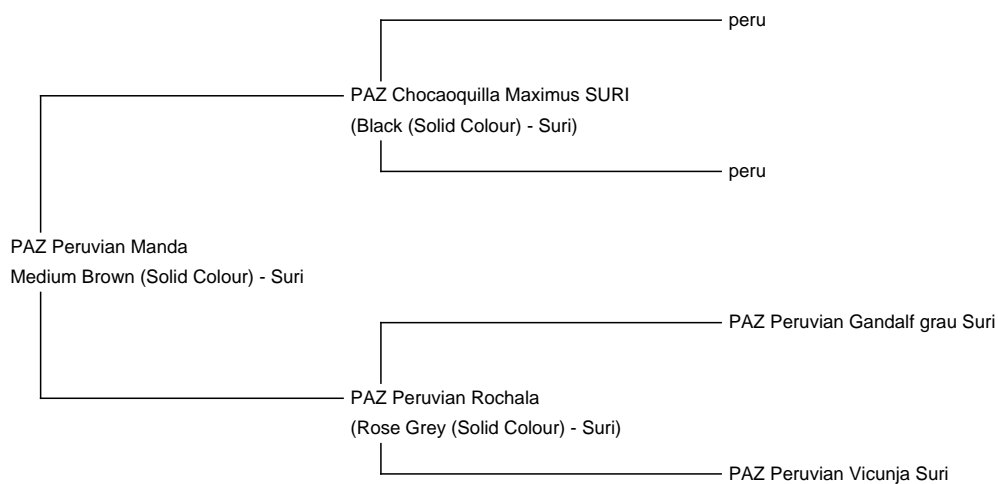 peru
PAZ Chocaoquilla Maximus SURI
(Black (Solid Colour) - Suri)
peru
PAZ Peruvian Manda
Medium Brown (Solid Colour) - Suri
PAZ Peruvian Gandalf grau Suri
PAZ Peruvian Rochala
(Rose Grey (Solid Colour) - Suri)
PAZ Peruvian Vicunja Suri